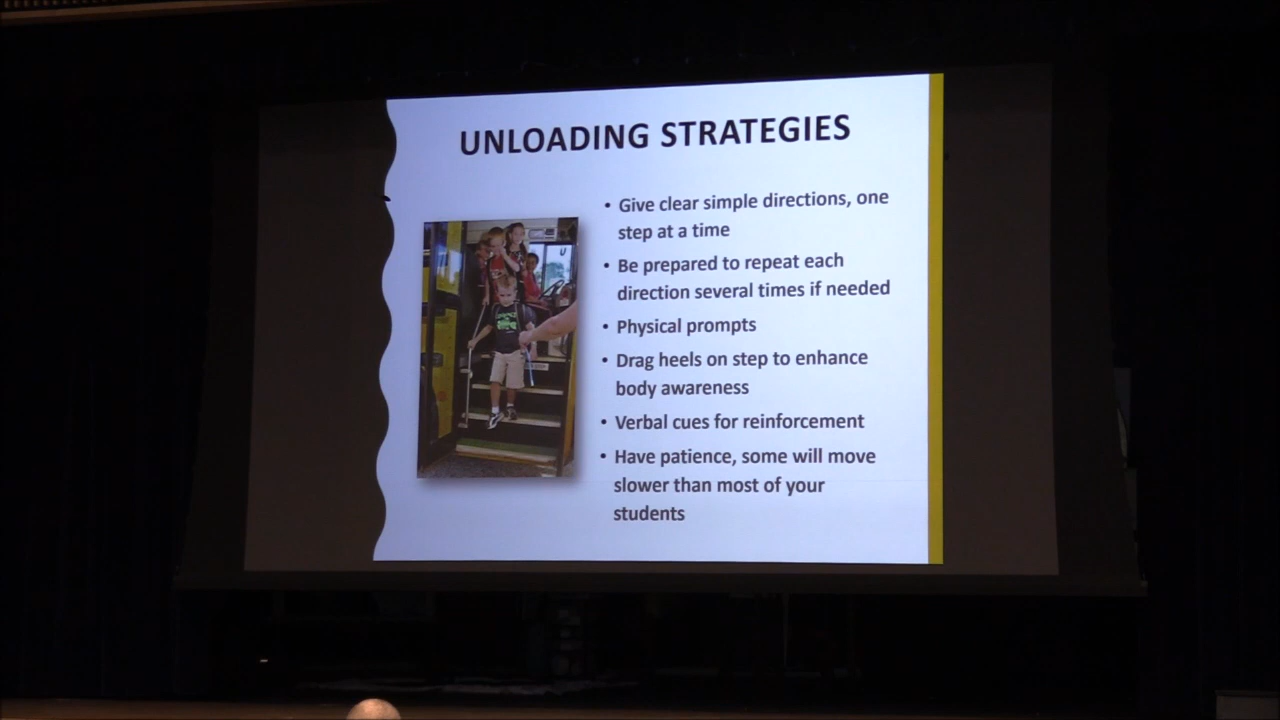 UNLOADING STRATEGIES
• Give clear simple directions, one
step at a time
• Be prepared to repeat each
direction several times if needed
• Physical prompts
• Drag heels on step to enhance
body awareness
• Verbal cues for reinforcement
• Have patience, some will move
slower than most of your
students